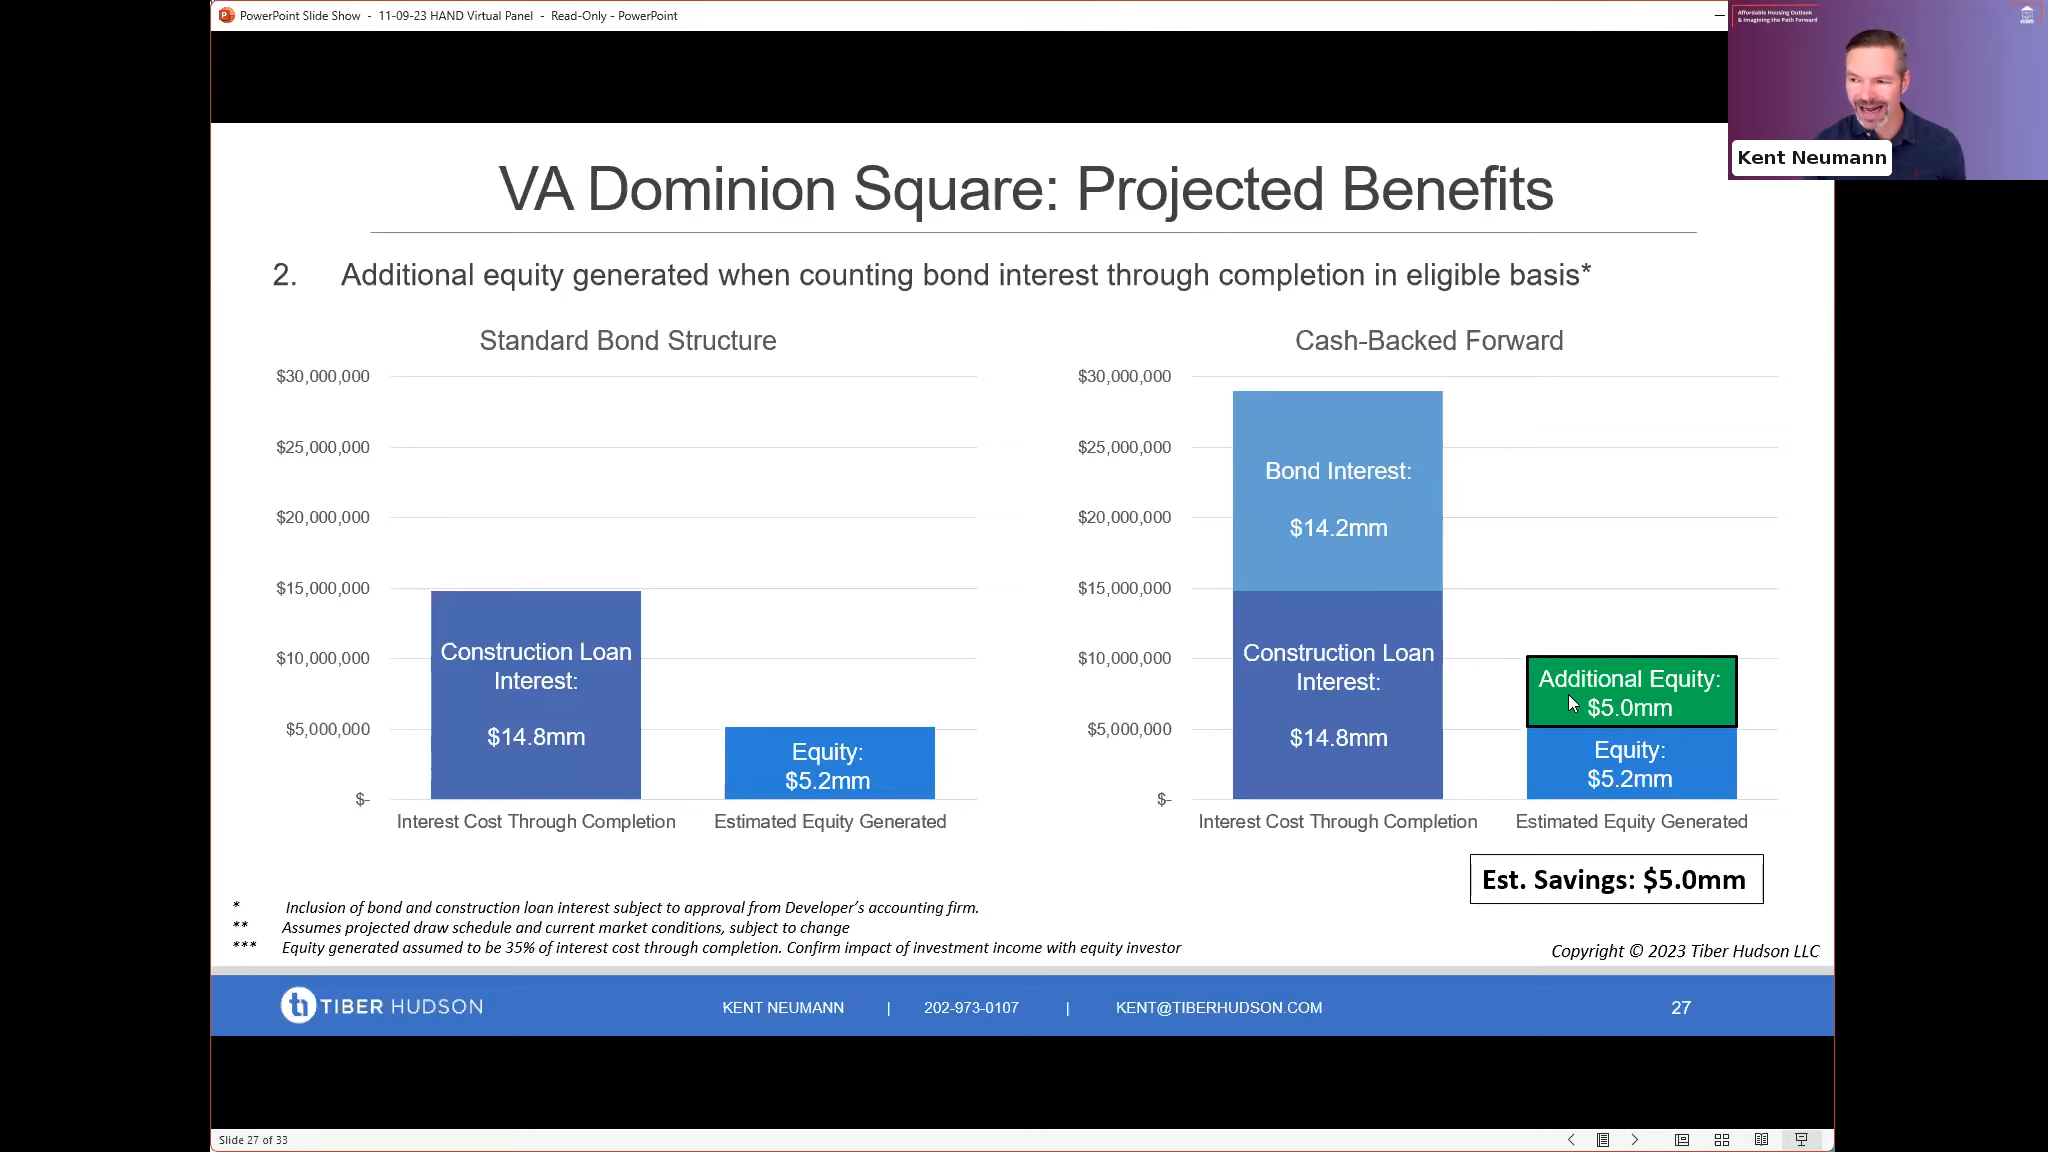 PowerPoint Slide Show - 11-09-23 HAND Virtual Panel - Read-Only - PowerPoint
Affordable Housing Outlook
& Imagining the Path Forward
Kent Neumann
VA Dominion Square: Projected Benefits
2. Additional equity generated when counting bond interest through completion in eligible basis*
Standard Bond Structure
$30,000,000
$25,000,000
$20,000,000
$15,000,000
$10,000,000
$5,000,000
$-
Construction Loan
Interest:
$14.8mm
Equity:
$5.2mm
Interest Cost Through Completion
Estimated Equity Generated
Cash-Backed Forward
$30,000,000
$25,000,000
$20,000,000
$15,000,000
$10,000,000
$5,000,000
$-
Bond Interest:
$14.2mm
Construction Loan
Interest:
$14.8mm
Additional Equity:
$5.0mm
Equity:
$5.2mm
Interest Cost Through Completion
Estimated Equity Generated
Est. Savings: $5.0mm
* Inclusion of bond and construction loan interest subject to approval from Developer's accounting firm.
** Assumes projected draw schedule and current market conditions, subject to change
*** Equity generated assumed to be 35% of interest cost through completion. Confirm impact of investment income with equity investor
Copyright © 2023 Tiber Hudson LLC
TIBER HUDSON
KENT NEUMANN | 202-973-0107 | KENT@TIBERHUDSON.COM
27
Slide 27 of 33